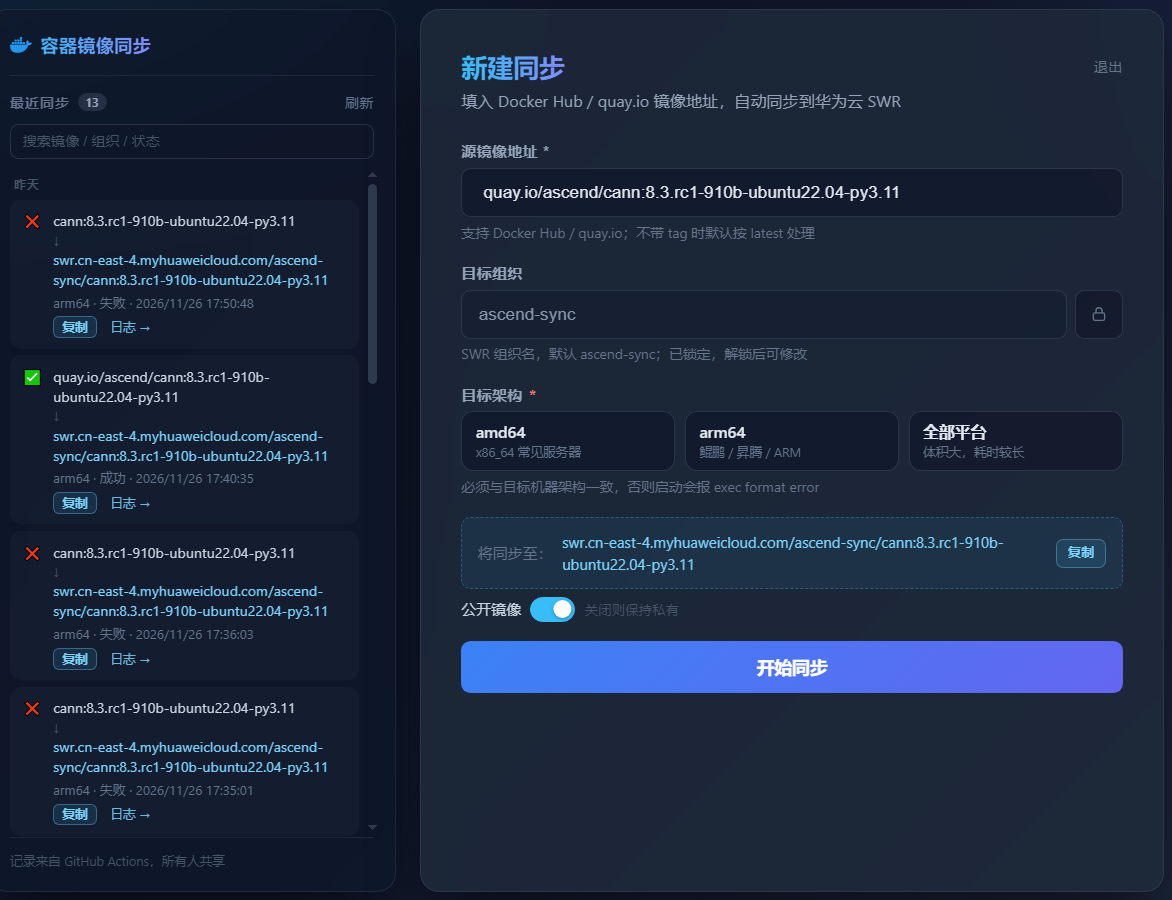 容器镜像同步
最近同步 13 刷新
搜索镜像 / 组织 / 状态
昨天
cann:8.3.rc1-910b-ubuntu22.04-py3.11
↓
swr.cn-east-4.myhuaweicloud.com/ascend-
sync/cann:8.3.rc1-910b-ubuntu22.04-py3.11
arm64 · 失败 · 2026/11/26 17:50:48
复制 日志 →
quay.io/ascend/cann:8.3.rc1-910b-
ubuntu22.04-py3.11
↓
swr.cn-east-4.myhuaweicloud.com/ascend-
sync/cann:8.3.rc1-910b-ubuntu22.04-py3.11
arm64 · 成功 · 2026/11/26 17:40:35
复制 日志 →
cann:8.3.rc1-910b-ubuntu22.04-py3.11
↓
swr.cn-east-4.myhuaweicloud.com/ascend-
sync/cann:8.3.rc1-910b-ubuntu22.04-py3.11
arm64 · 失败 · 2026/11/26 17:36:03
复制 日志 →
cann:8.3.rc1-910b-ubuntu22.04-py3.11
↓
swr.cn-east-4.myhuaweicloud.com/ascend-
sync/cann:8.3.rc1-910b-ubuntu22.04-py3.11
arm64 · 失败 · 2026/11/26 17:35:01
复制 日志 →
记录来自 GitHub Actions，所有人共享
新建同步
退出
填入 Docker Hub / quay.io 镜像地址，自动同步到华为云 SWR
源镜像地址 *
quay.io/ascend/cann:8.3.rc1-910b-ubuntu22.04-py3.11
支持 Docker Hub / quay.io；不带 tag 时默认按 latest 处理
目标组织
ascend-sync
SWR 组织名，默认 ascend-sync；已锁定，解锁后可修改
目标架构 *
amd64
x86_64 常见服务器
arm64
鲲鹏 / 昇腾 / ARM
全部平台
体积大，耗时较长
必须与目标机器架构一致，否则启动会报 exec format error
将同步至：
swr.cn-east-4.myhuaweicloud.com/ascend-sync/cann:8.3.rc1-910b-
ubuntu22.04-py3.11
复制
公开镜像 关闭则保持私有
开始同步